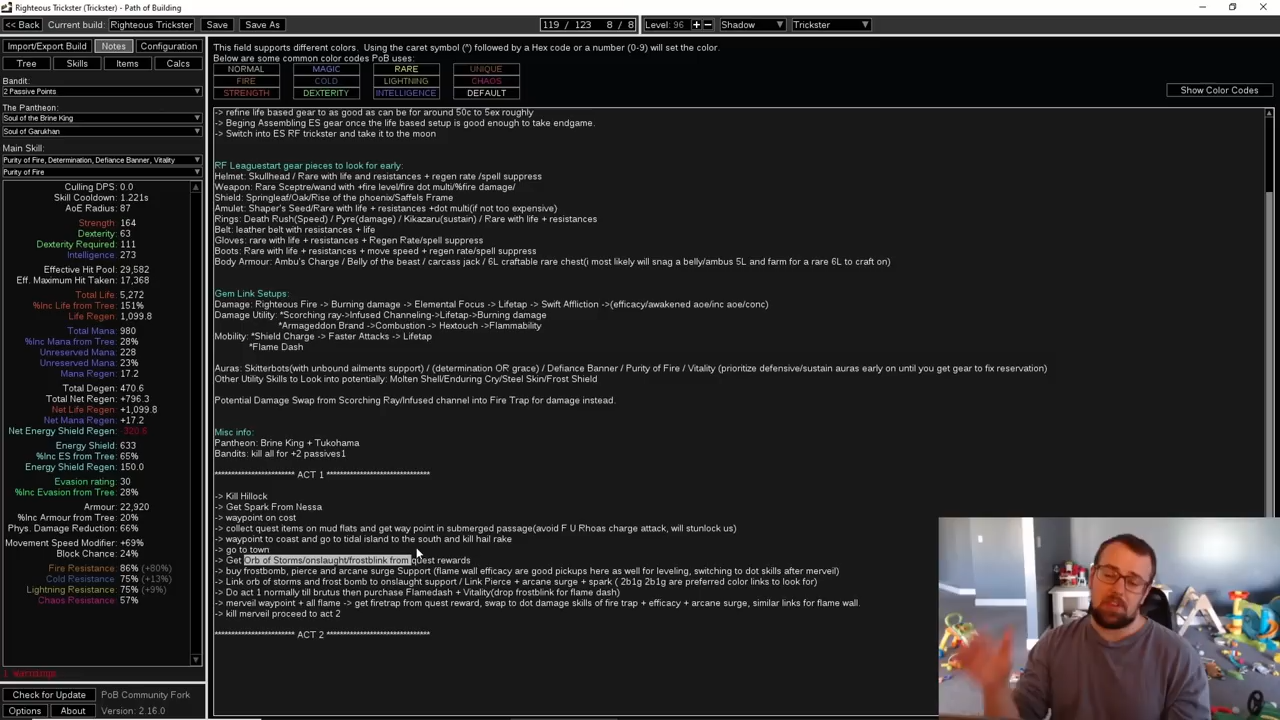 Righteous Trickster (Trickster) - Path of Building
<< Back
Current build:
Righteous Trickster
Save
Save As
119 / 123 8 / 8
Level: 96
+
-
Shadow
Trickster
Import/Export Build
Notes
Configuration
Tree
Skills
Items
Calcs
Bandit:
2 Passive Points
The Pantheon:
Soul of the Brine King
Soul of Garukhan
Main Skill:
Purity of Fire, Determination, Defiance Banner, Vitality
Purity of Fire
Culling DPS: 0.0
Skill Cooldown: 1.221s
AoE Radius: 87
Strength: 164
Dexterity: 63
Dexterity Required: 111
Intelligence: 273
Effective Hit Pool: 29,582
Eff. Maximum Hit Taken: 17,368
Total Life: 5,272
%Inc Life from Tree: 151%
Life Regen: 1,099.8
Total Mana: 980
%Inc Mana from Tree: 28%
Unreserved Mana: 228
Unreserved Mana: 23%
Mana Regen: 17.2
Total Degen: 470.6
Total Net Regen: +796.3
Net Life Regen: +1,099.8
Net Mana Regen: +17.2
Net Energy Shield Regen: -320.6
Energy Shield: 633
%Inc ES from Tree: 65%
Energy Shield Regen: 150.0
Evasion rating: 30
%Inc Evasion from Tree: 28%
Armour: 22,920
%Inc Armour from Tree: 20%
Phys. Damage Reduction: 66%
Movement Speed Modifier: +69%
Block Chance: 24%
Fire Resistance: 86% (+80%)
Cold Resistance: 75% (+13%)
Lightning Resistance: 75% (+9%)
Chaos Resistance: 57%
1 warnings
Check for Update
PoB Community Fork
Options
About
Version: 2.16.0
This field supports different colors. Using the caret symbol (^) followed by a Hex code or a number (0-9) will set the color.
Below are some common color codes PoB uses:
NORMAL
MAGIC
RARE
UNIQUE
FIRE
COLD
LIGHTNING
CHAOS
STRENGTH
DEXTERITY
INTELLIGENCE
DEFAULT
Show Color Codes
-> refine life based gear to as good as can be for around 50c to 5ex roughly
-> Beging Assembling ES gear once the life based setup is good enough to take endgame.
-> Switch into ES RF trickster and take it to the moon
RF Leaguestart gear pieces to look for early:
Helmet: Skullhead / Rare with life and resistances + regen rate /spell suppress
Weapon: Rare Sceptre/wand with +fire level/fire dot multi/%fire damage/
Shield: Springleaf/Oak/Rise of the phoenix/Saffels Frame
Amulet: Shaper's Seed/Rare with life + resistances +dot multi(if not too expensive)
Rings: Death Rush(Speed) / Pyre(damage) / Kikazaru(sustain) / Rare with life + resistances
Belt: leather belt with resistances + life
Gloves: rare with life + resistances + Regen Rate/spell suppress
Boots: Rare with life + resistances + move speed + regen rate/spell suppress
Body Armour: Ambu's Charge / Belly of the beast / carcass jack / 6L craftable rare chest(i most likely will snag a belly/ambus 5L and farm for a rare 6L to craft on)
Gem Link Setups:
Damage: Righteous Fire -> Burning damage -> Elemental Focus -> Lifetap -> Swift Affliction ->(efficacy/awakened aoe/inc aoe/conc)
Damage Utility: *Scorching ray->Infused Channeling->Lifetap->Burning damage
*Armageddon Brand ->Combustion -> Hextouch ->Flammability
Mobility: *Shield Charge -> Faster Attacks -> Lifetap
*Flame Dash
Auras: Skitterbots(with unbound ailments support) / (determination OR grace) / Defiance Banner / Purity of Fire / Vitality (prioritize defensive/sustain auras early on until you get gear to fix reservation)
Other Utility Skills to Look into potentially: Molten Shell/Enduring Cry/Steel Skin/Frost Shield
Potential Damage Swap from Scorching Ray/Infused channel into Fire Trap for damage instead.
Misc info:
Pantheon: Brine King + Tukohama
Bandits: kill all for +2 passives1
************************* ACT 1 *********************************
-> Kill Hillock
-> Get Spark From Nessa
-> waypoint on cost
-> collect quest items on mud flats and get way point in submerged passage(avoid F U Rhoas charge attack, will stunlock us)
-> waypoint to coast and go to tidal island to the south and kill hail rake
-> go to town
-> Get Orb of Storms/onslaught/frostblink from quest rewards
-> buy frostbomb, pierce and arcane surge Support (flame wall efficacy are good pickups here as well for leveling, switching to dot skills after merveil)
-> Link orb of storms and frost bomb to onslaught support / Link Pierce + arcane surge + spark ( 2b1g 2b1g are preferred color links to look for)
-> Do act 1 normally till brutus then purchase Flamedash + Vitality(drop frostblink for flame dash)
-> merveil waypoint + all flame -> get firetrap from quest reward, swap to dot damage skills of fire trap + efficacy + arcane surge, similar links for flame wall.
-> kill merveil proceed to act 2
************************* ACT 2 *********************************